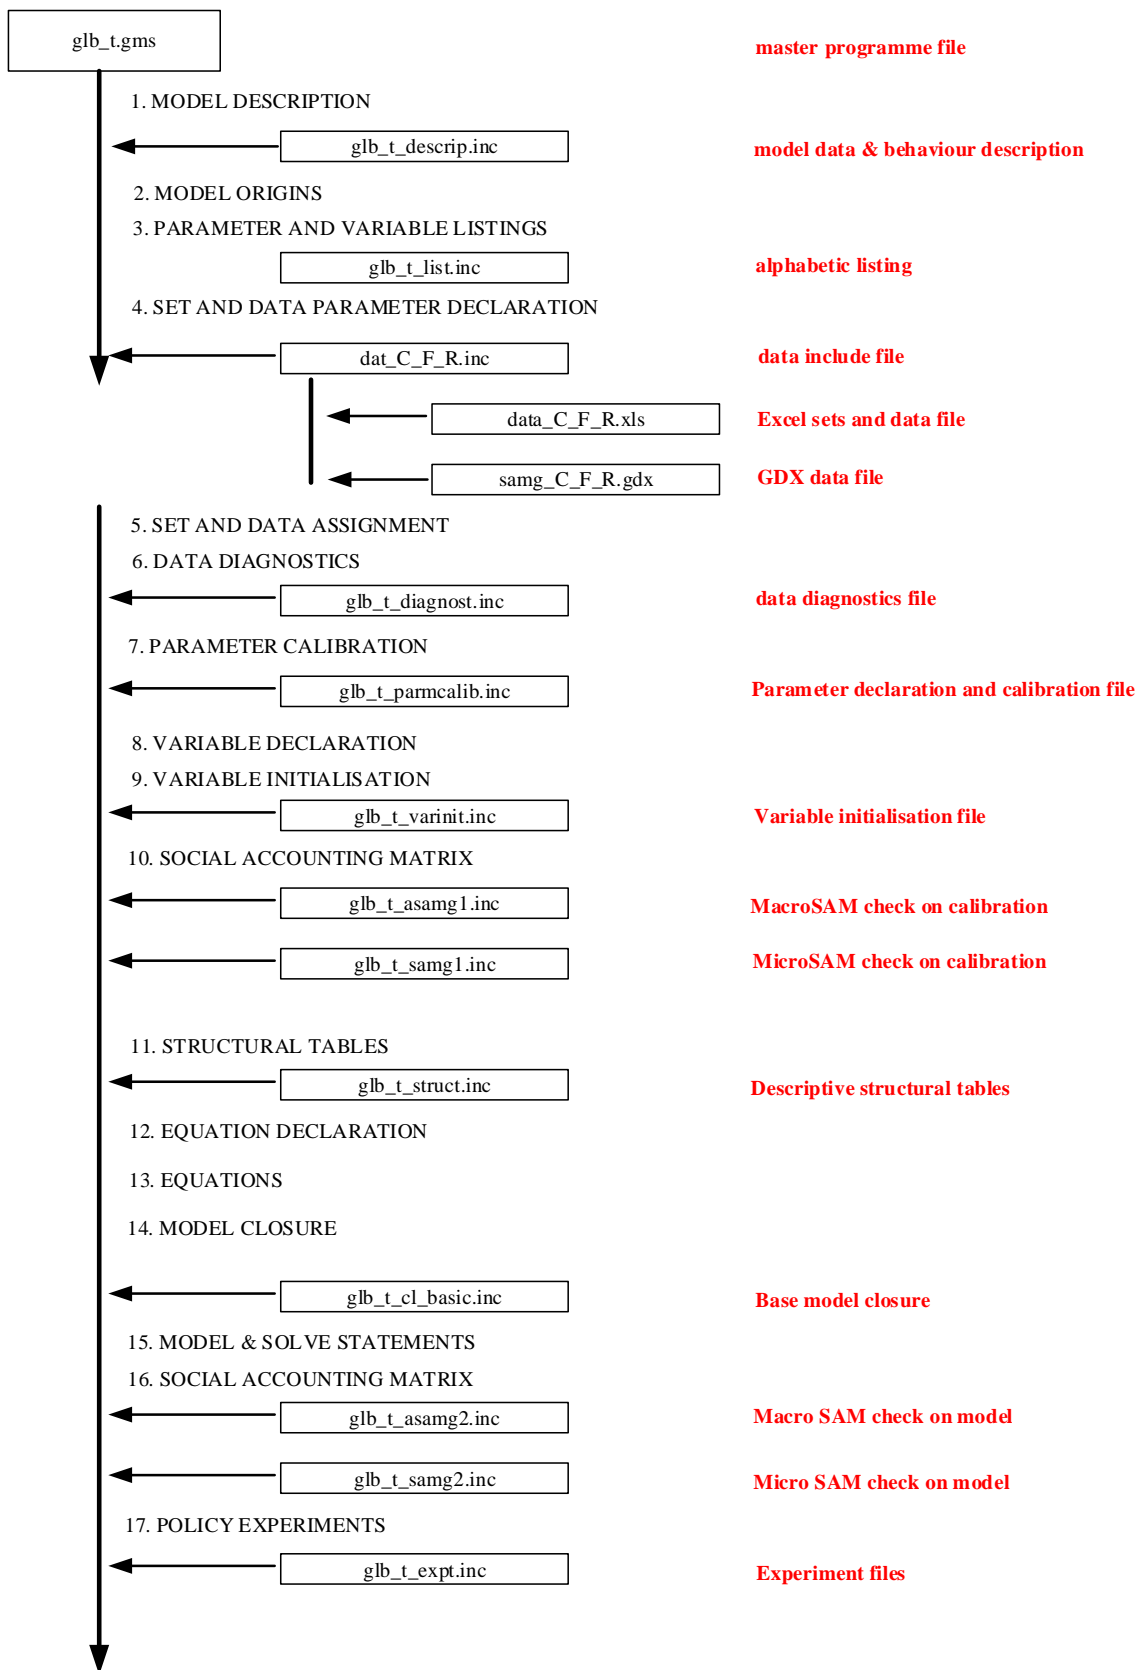 glb_t.gms
master programme file
1. MODEL DESCRIPTION
glb_t_descrip.inc
model data & behaviour description
2. MODEL ORIGINS
3. PARAMETER AND VARIABLE LISTINGS
glb_t_list.inc
alphabetic listing
4. SET AND DATA PARAMETER DECLARATION
dat_C_F_R.inc
data include file
data_C_F_R.xls
Excel sets and data file
samg_C_F_R.gdx
GDX data file
5. SET AND DATA ASSIGNMENT
6. DATA DIAGNOSTICS
glb_t_diagnost.inc
data diagnostics file
7. PARAMETER CALIBRATION
glb_t_parmcalib.inc
Parameter declaration and calibration file
8. VARIABLE DECLARATION
9. VARIABLE INITIALISATION
glb_t_varinit.inc
Variable initialisation file
10. SOCIAL ACCOUNTING MATRIX
glb_t_asamg1.inc
MacroSAM check on calibration
glb_t_samg1.inc
MicroSAM check on calibration
11. STRUCTURAL TABLES
glb_t_struct.inc
Descriptive structural tables
12. EQUATION DECLARATION
13. EQUATIONS
14. MODEL CLOSURE
glb_t_cl_basic.inc
Base model closure
15. MODEL & SOLVE STATEMENTS
16. SOCIAL ACCOUNTING MATRIX
glb_t_asamg2.inc
Macro SAM check on model
glb_t_samg2.inc
Micro SAM check on model
17. POLICY EXPERIMENTS
glb_t_expt.inc
Experiment files